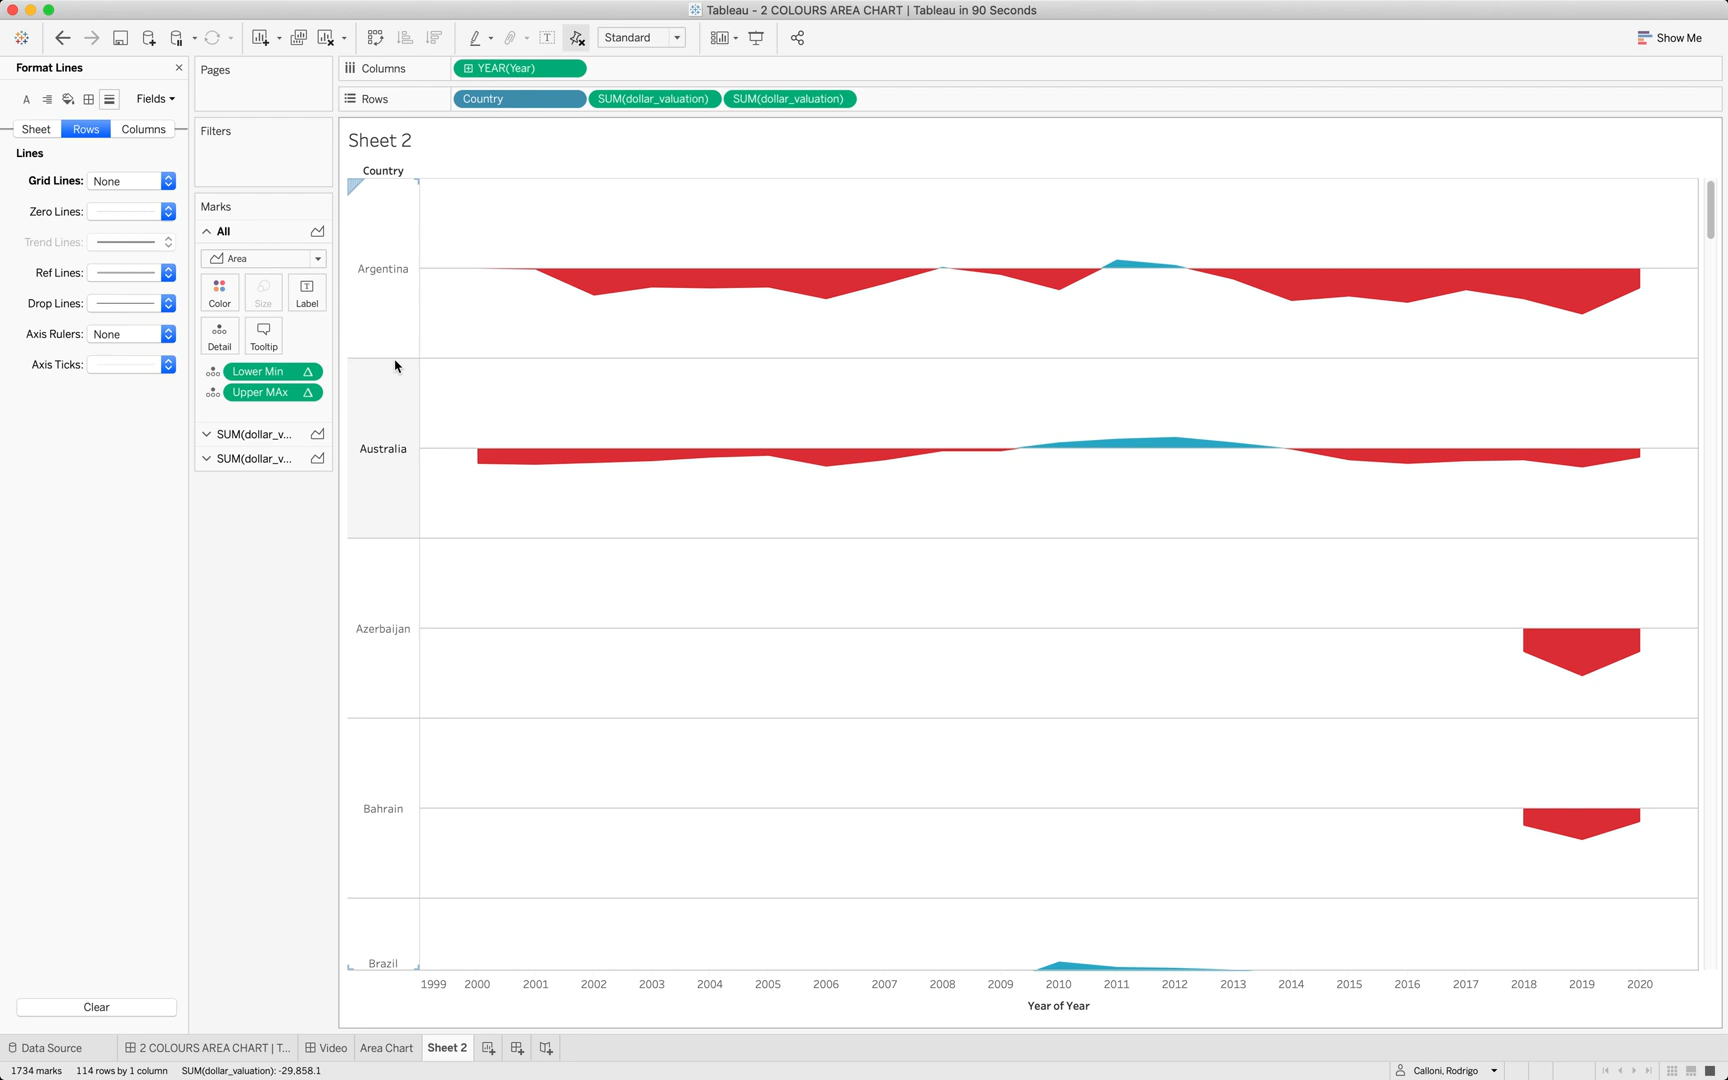 Tableau - 2 COLOURS AREA CHART | Tableau in 90 Seconds
Standard
Show Me
Format Lines
Fields
Sheet
Rows
Columns
Lines
Grid Lines: None
Zero Lines:
Trend Lines:
Ref Lines:
Drop Lines:
Axis Rulers: None
Axis Ticks:
Clear
Pages
Filters
Marks
All
Area
Color
Size
Label
Detail
Tooltip
Lower Min
Upper MAx
SUM(dollar_v...
SUM(dollar_v...
Columns
YEAR(Year)
Rows
Country
SUM(dollar_valuation)
SUM(dollar_valuation)
Sheet 2
Country
Argentina
Australia
Azerbaijan
Bahrain
Brazil
1999 2000 2001 2002 2003 2004 2005 2006 2007 2008 2009 2010 2011 2012 2013 2014 2015 2016 2017 2018 2019 2020
Year of Year
Data Source
2 COLOURS AREA CHART | T...
Video
Area Chart
Sheet 2
1734 marks
114 rows by 1 column
SUM(dollar_valuation): -29,858.1
Calloni, Rodrigo